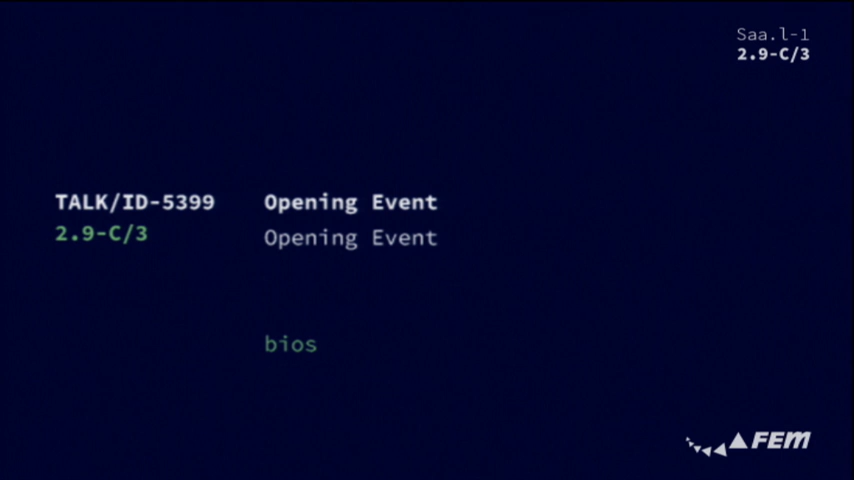 Saa.l-1
2.9-C/3
TALK/ID-5399
Opening Event
2.9-C/3
Opening Event
bios
FEM